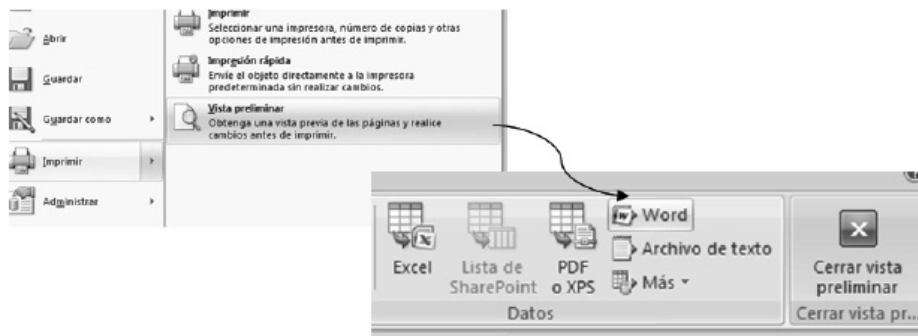 Imprimir
Seleccionar una impresora, número de copias y otras
opciones de impresión antes de imprimir.
Abrir
Impresión rápida
Envíe el objeto directamente a la impresora
predeterminada sin realizar cambios.
Guardar
Vista preliminar
Obtenga una vista previa de las páginas y realice
cambios antes de imprimir.
Guardar como
Imprimir
Administrar
Word
Archivo de texto
Más
Excel
Lista de
SharePoint
PDF
o XPS
Datos
Cerrar vista
preliminar
Cerrar vista pr...